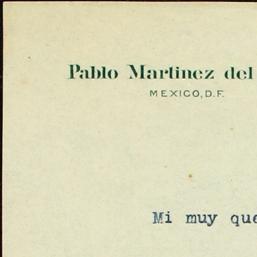 Pablo Martinez del
MEXICO, D.F.
Mi muy que